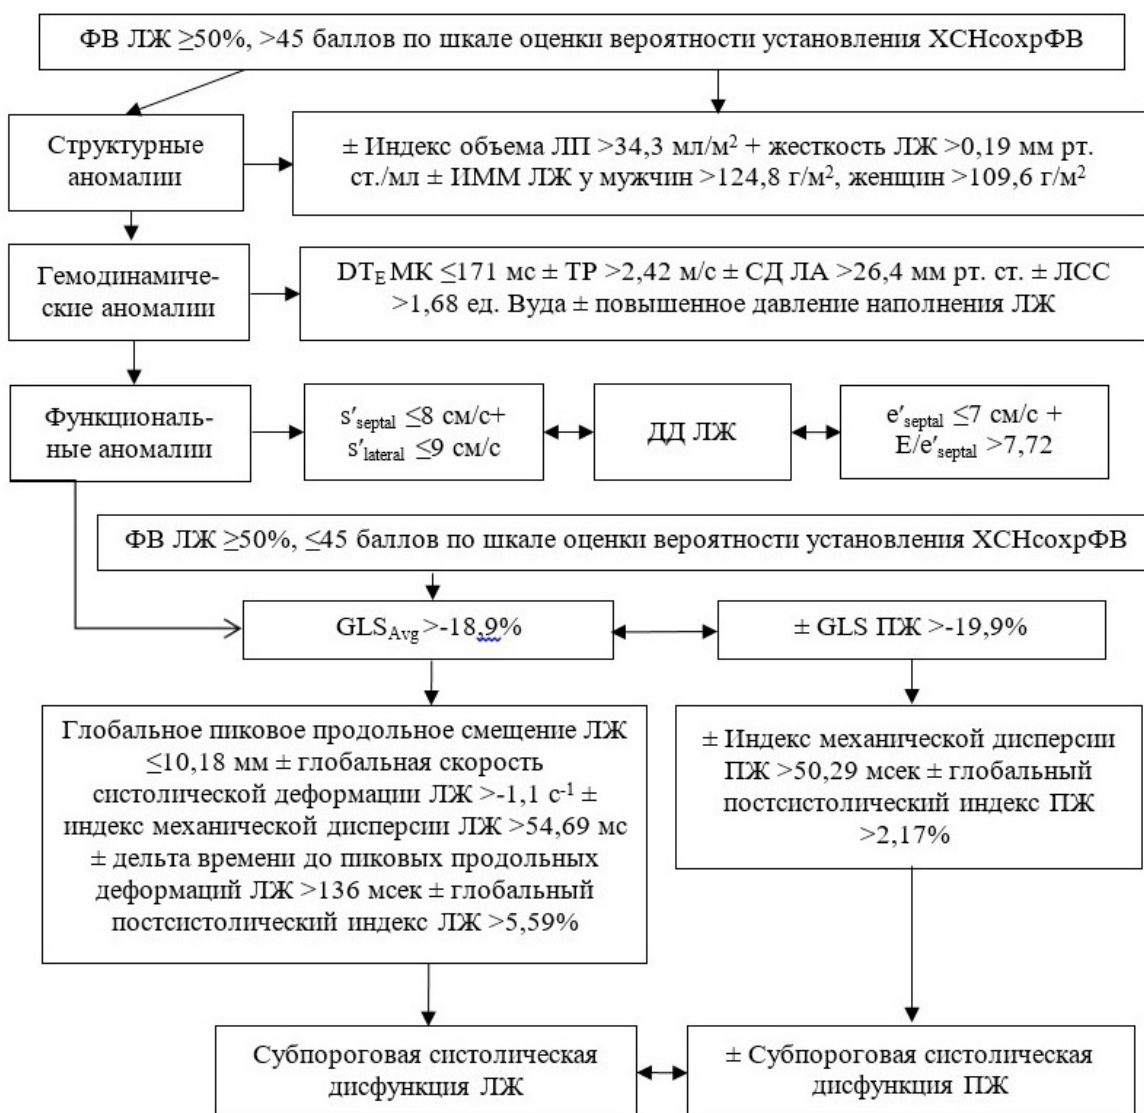 ФВ ЛЖ ≥50%, >45 баллов по шкале оценки вероятности установления ХСНсохрФВ
Структурные
аномалии
± Индекс объема ЛП >34,3 мл/м² + жесткость ЛЖ >0,19 мм рт.
ст./мл ± ИММ ЛЖ у мужчин >124,8 г/м², женщин >109,6 г/м²
Гемодинамиче-
ские аномалии
DTE МК ≤171 мс ± ТР >2,42 м/с ± СД ЛА >26,4 мм рт. ст. ± ЛСС
>1,68 ед. Вуда ± повышенное давление наполнения ЛЖ
Функциональ-
ные аномалии
s′septal ≤8 см/с+
s′lateral ≤9 см/с
ДД ЛЖ
e′septal ≤7 см/с +
E/e′septal >7,72
ФВ ЛЖ ≥50%, ≤45 баллов по шкале оценки вероятности установления ХСНсохрФВ
GLSAvg >-18,9%
± GLS ПЖ >-19,9%
Глобальное пиковое продольное смещение ЛЖ
≤10,18 мм ± глобальная скорость
систолической деформации ЛЖ >-1,1 с-1 ±
индекс механической дисперсии ЛЖ >54,69 мс
± дельта времени до пиковых продольных
деформаций ЛЖ >136 мсек ± глобальный
постсистолический индекс ЛЖ >5,59%
± Индекс механической дисперсии
ПЖ >50,29 мсек ± глобальный
постсистолический индекс ПЖ
>2,17%
Субпороговая систолическая
дисфункция ЛЖ
± Субпороговая систолическая
дисфункция ПЖ